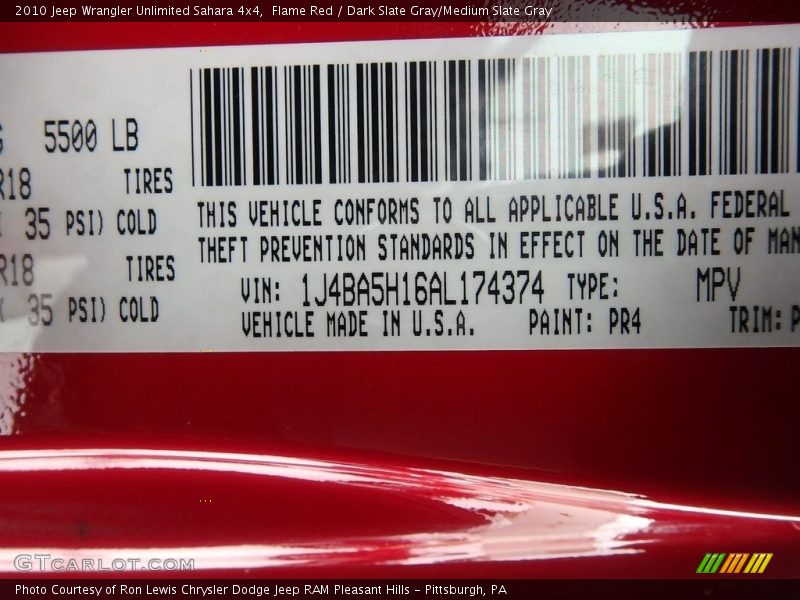 2010 Jeep Wrangler Unlimited Sahara 4x4,  Flame Red / Dark Slate Gray/Medium Slate Gray
5500 LB
R18 TIRES
35 PSI) COLD
R18 TIRES
35 PSI) COLD
THIS VEHICLE CONFORMS TO ALL APPLICABLE U.S.A. FEDERAL
THEFT PREVENTION STANDARDS IN EFFECT ON THE DATE OF MAN
VIN: 1J4BA5H16AL174374 TYPE: MPV
VEHICLE MADE IN U.S.A. PAINT: PR4 TRIM: P
GTCARLOT.COM
Photo Courtesy of Ron Lewis Chrysler Dodge Jeep RAM Pleasant Hills - Pittsburgh, PA